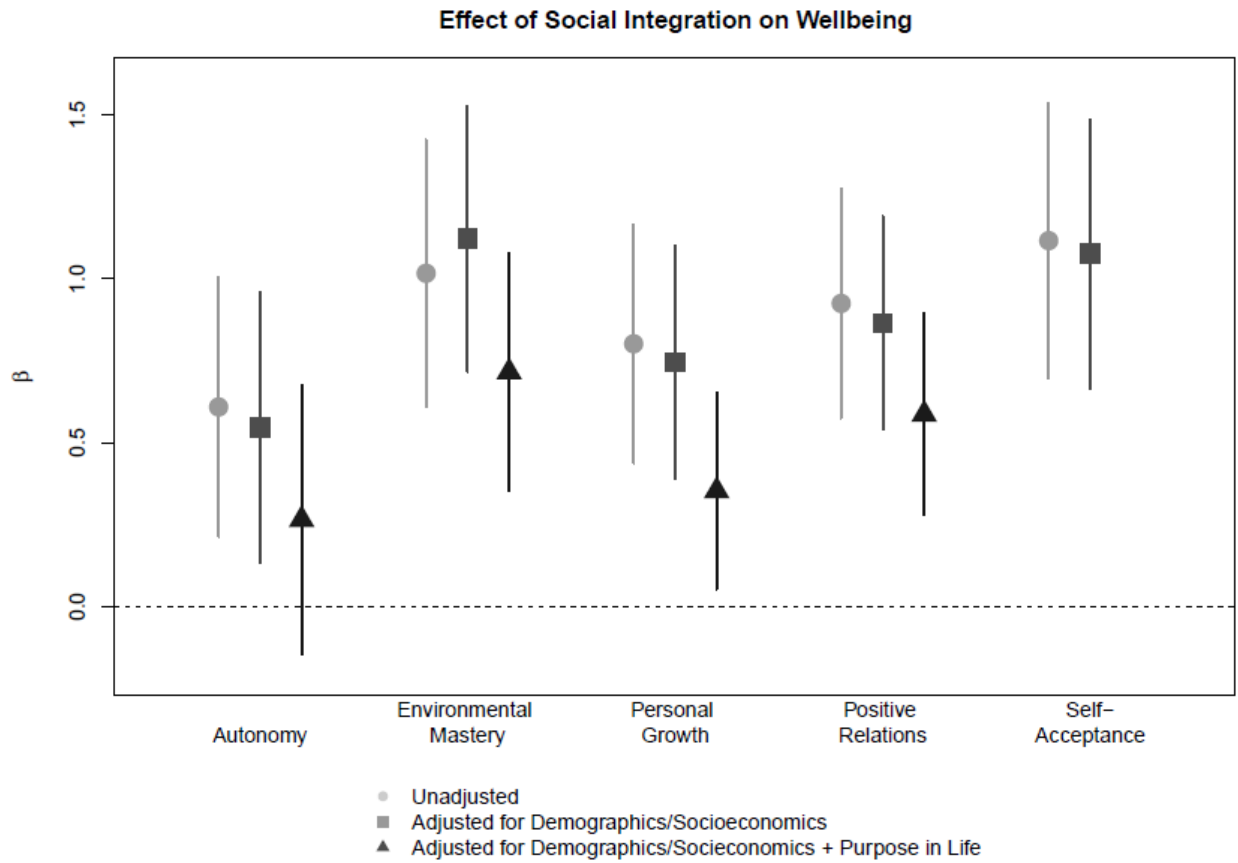 Effect of Social Integration on Wellbeing
1.5
1.0
0.5
0.0
β
Autonomy
Environmental
Mastery
Personal
Growth
Positive
Relations
Self−
Acceptance
Unadjusted
Adjusted for Demographics/Socioeconomics
Adjusted for Demographics/Socieconomics + Purpose in Life